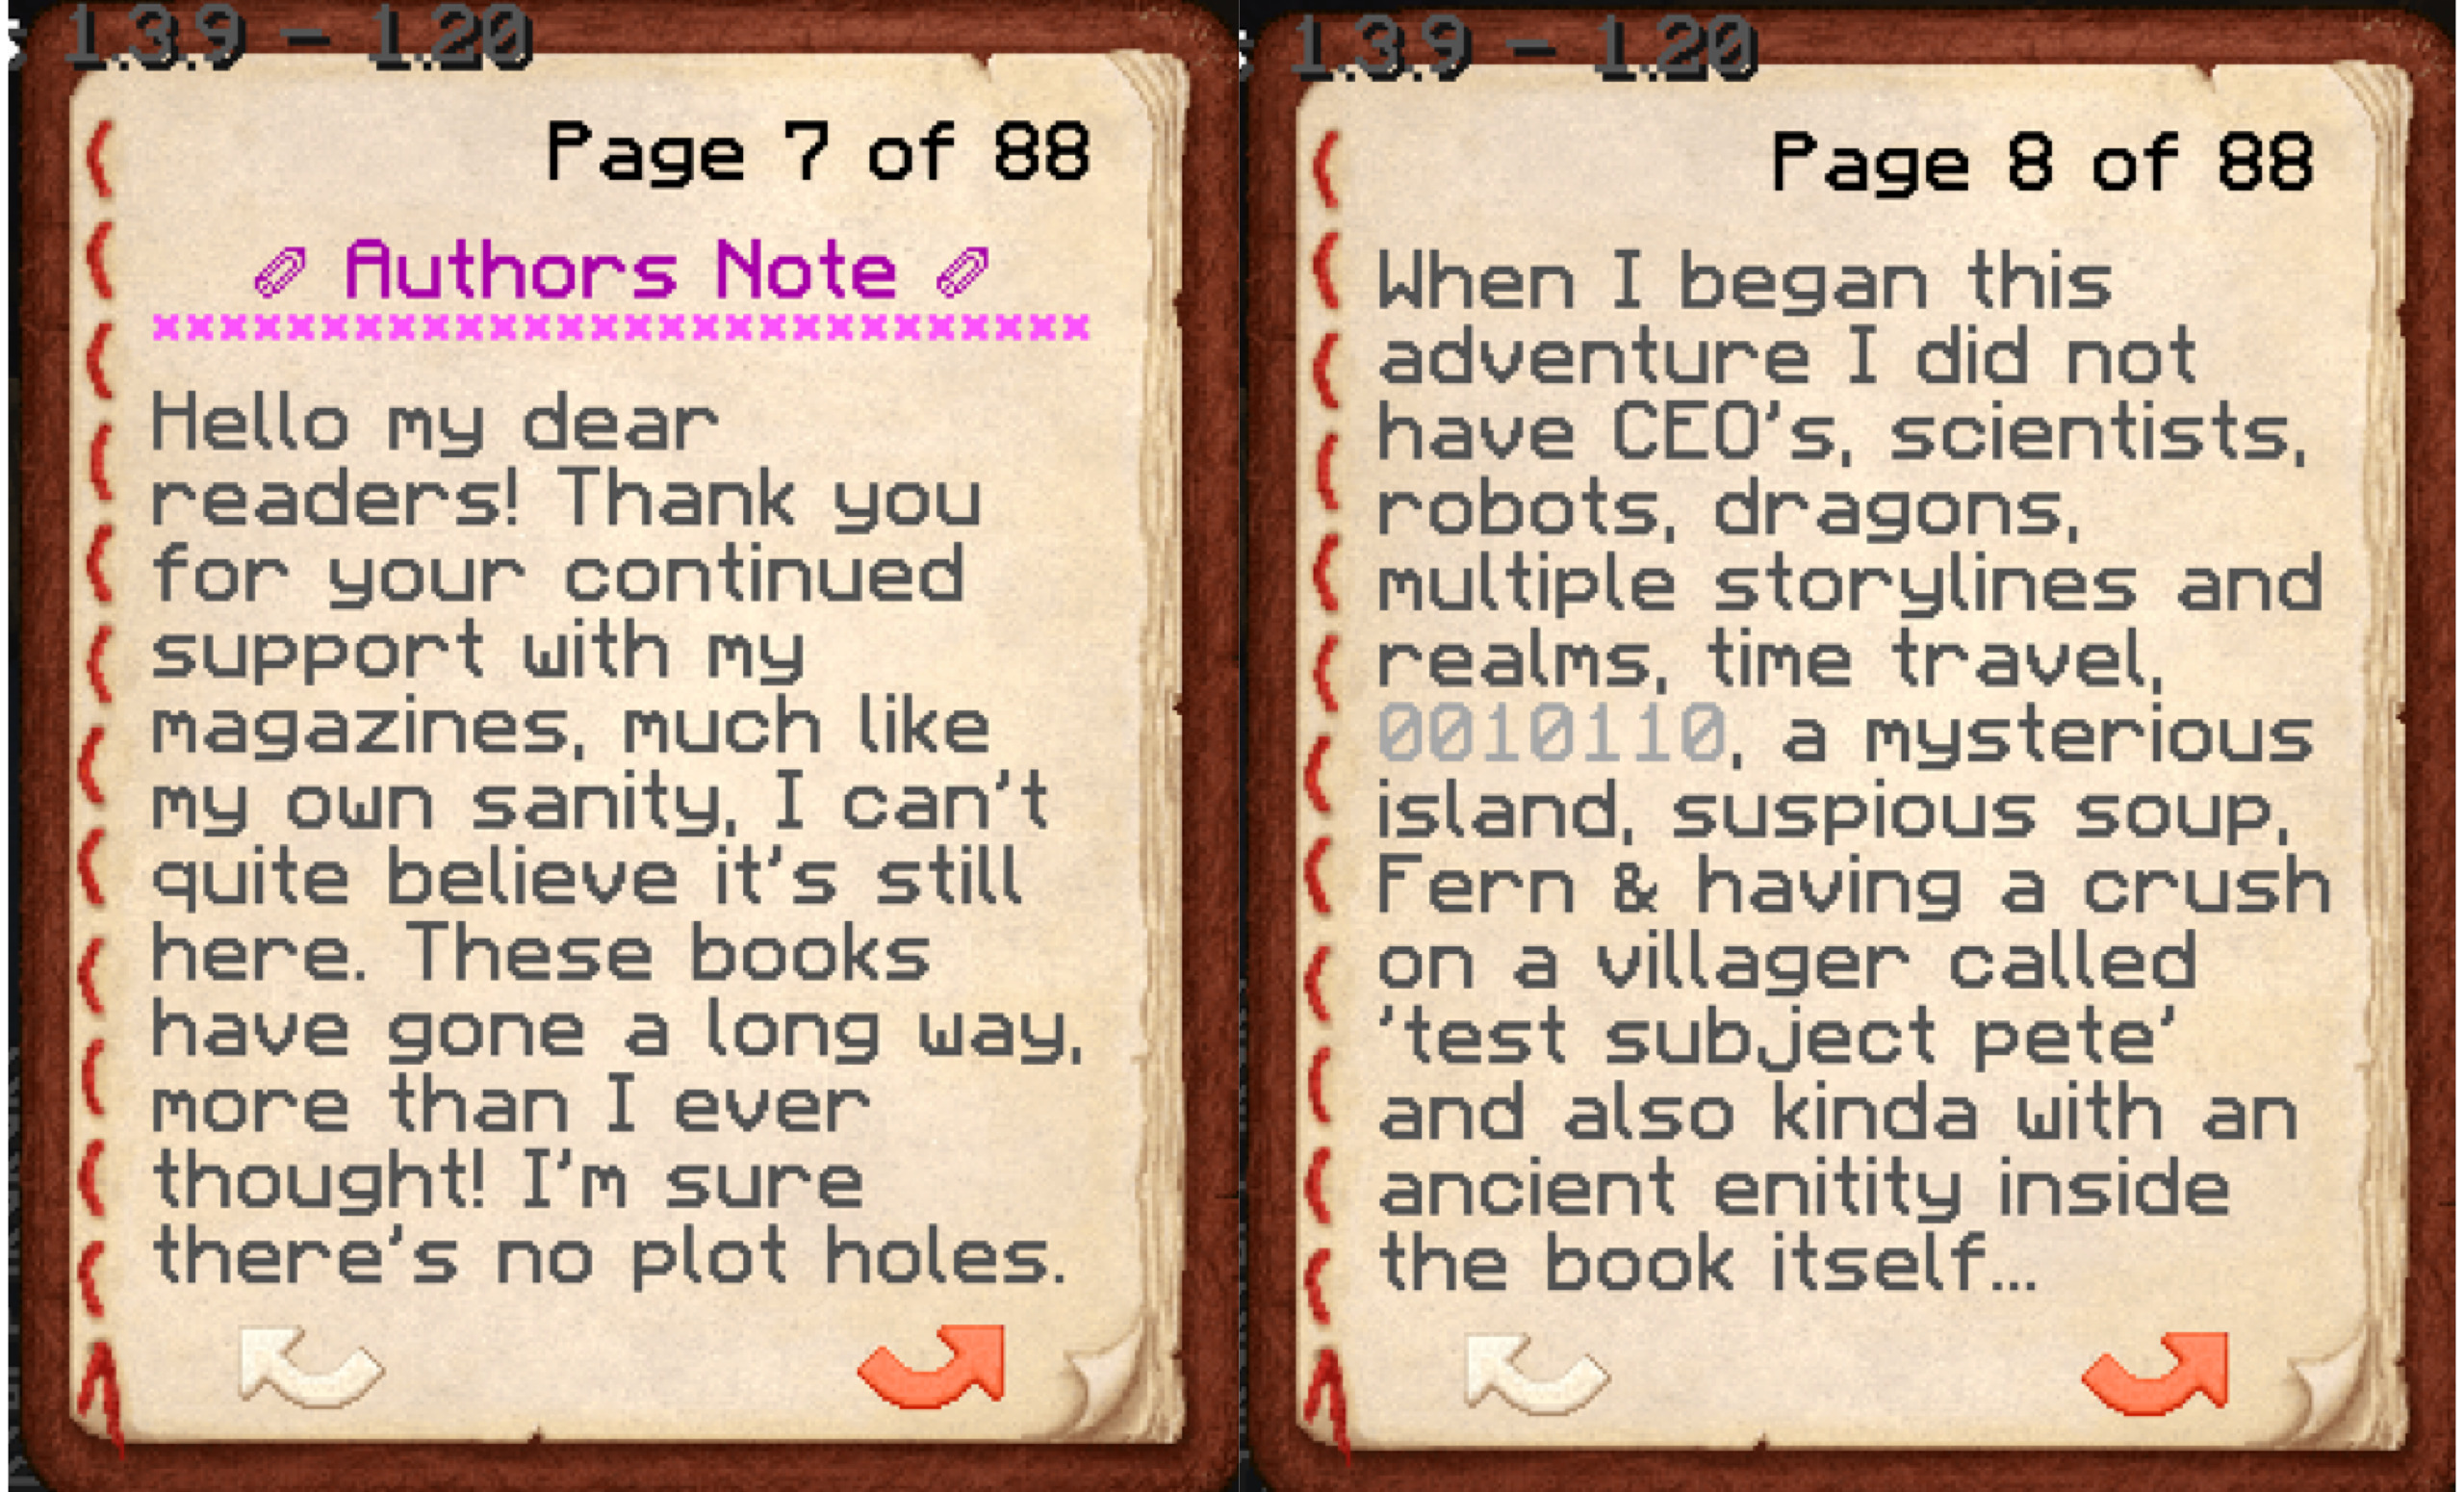 1.3.9 - 1.20
Page 7 of 88
Authors Note
××××××××××××××××××××××××××××
Hello my dear
readers! Thank you
for your continued
support with my
magazines, much like
my own sanity, I can't
quite believe it's still
here. These books
have gone a long way,
more than I ever
thought! I'm sure
there's no plot holes.
1.3.9 - 1.20
Page 8 of 88
When I began this
adventure I did not
have CEO's, scientists,
robots, dragons,
multiple storylines and
realms, time travel,
0010110, a mysterious
island, suspious soup,
Fern & having a crush
on a villager called
'test subject pete'
and also kinda with an
ancient enitity inside
the book itself...